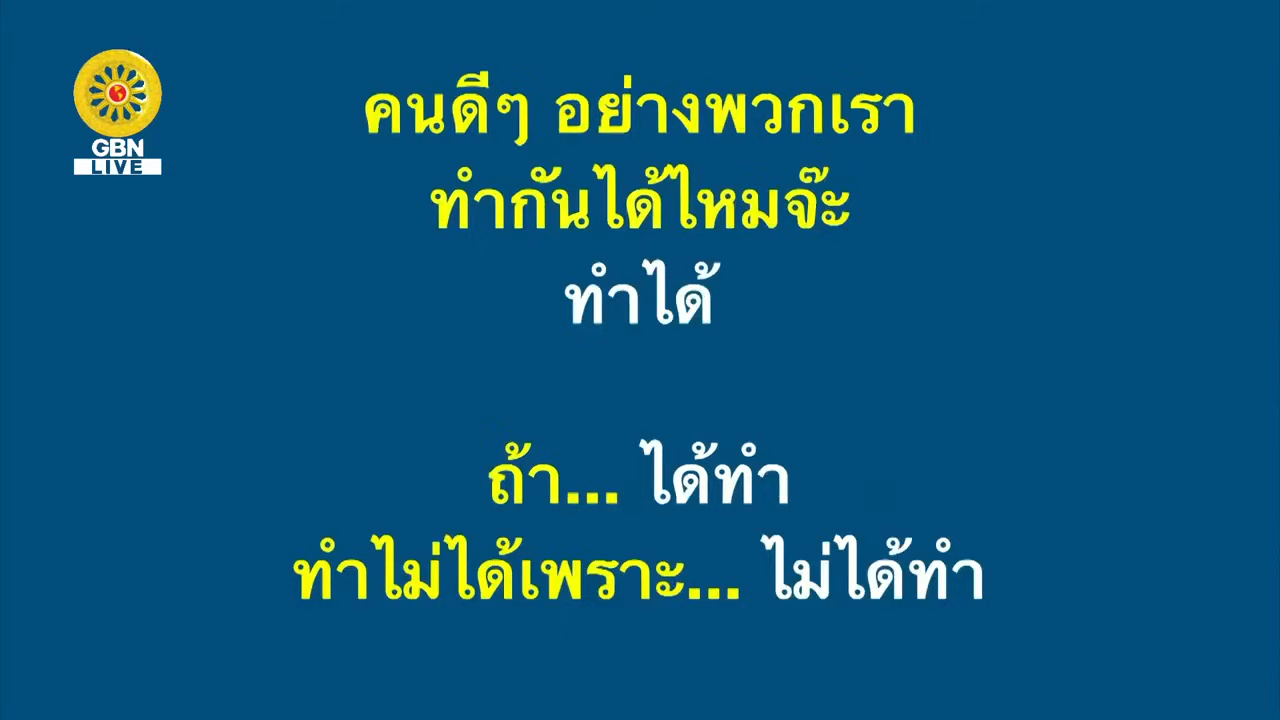 GBN
LIVE
คนดีๆ อย่างพวกเรา
ทำกันได้ไหมจ๊ะ
ทำได้
ถ้า... ได้ทำ
ทำไม่ได้เพราะ... ไม่ได้ทำ